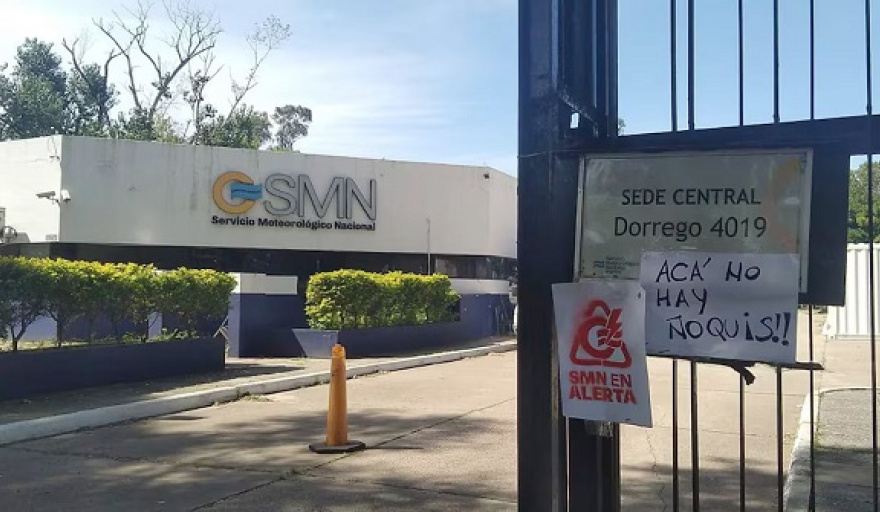 SMN
Servicio Meteorológico Nacional
SEDE CENTRAL
Dorrego 4019
ACÁ NO
HAY
ÑOQUIS!!
SMN EN
ALERTA